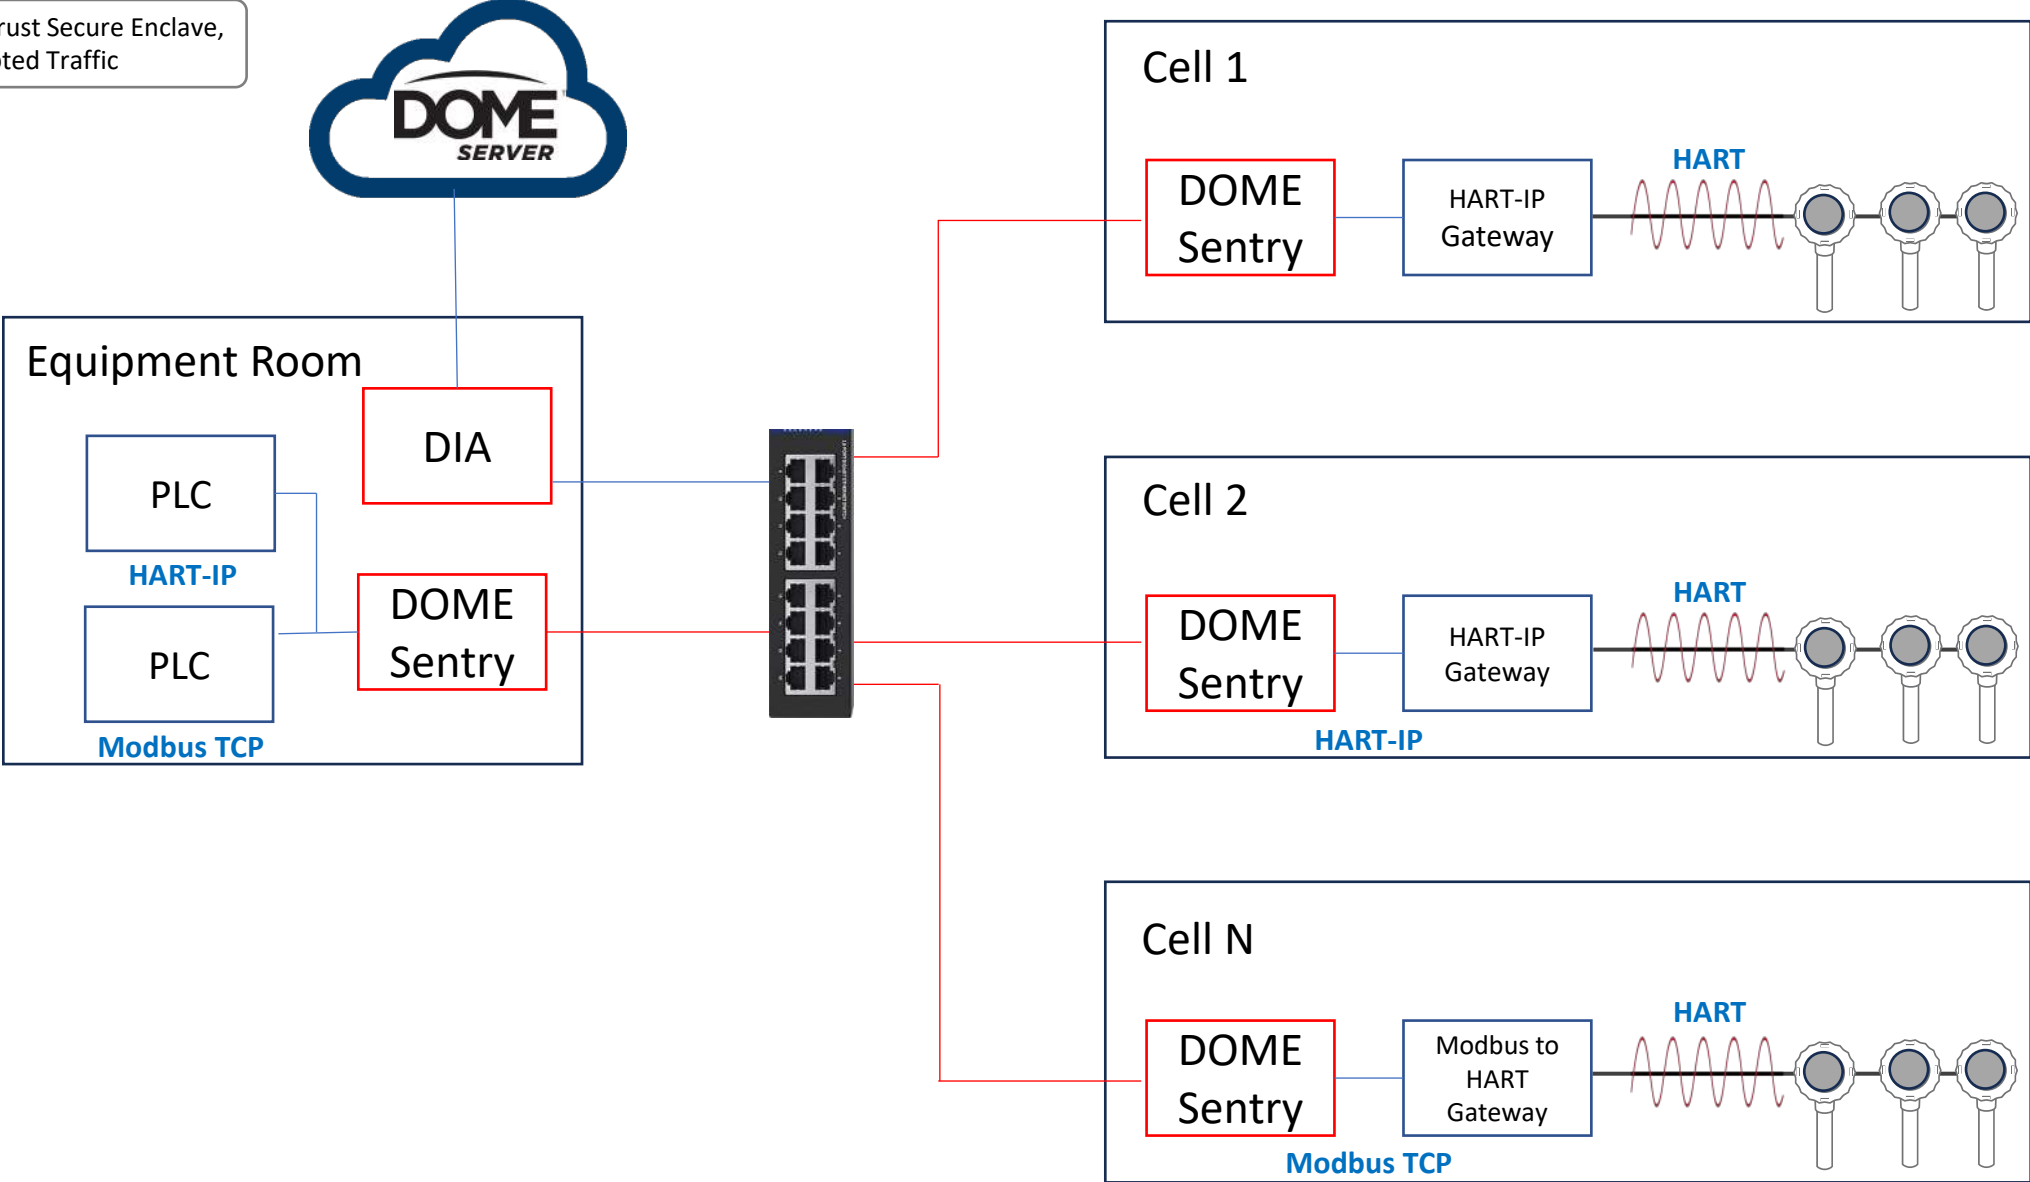 rust Secure Enclave,
oted Traffic
DOME
SERVER
Equipment Room
DIA
PLC
HART-IP
PLC
Modbus TCP
DOME
Sentry
Cell 1
DOME
Sentry
HART-IP
Gateway
HART
Cell 2
DOME
Sentry
HART-IP
Gateway
HART
HART-IP
Cell N
DOME
Sentry
Modbus to
HART
Gateway
HART
Modbus TCP